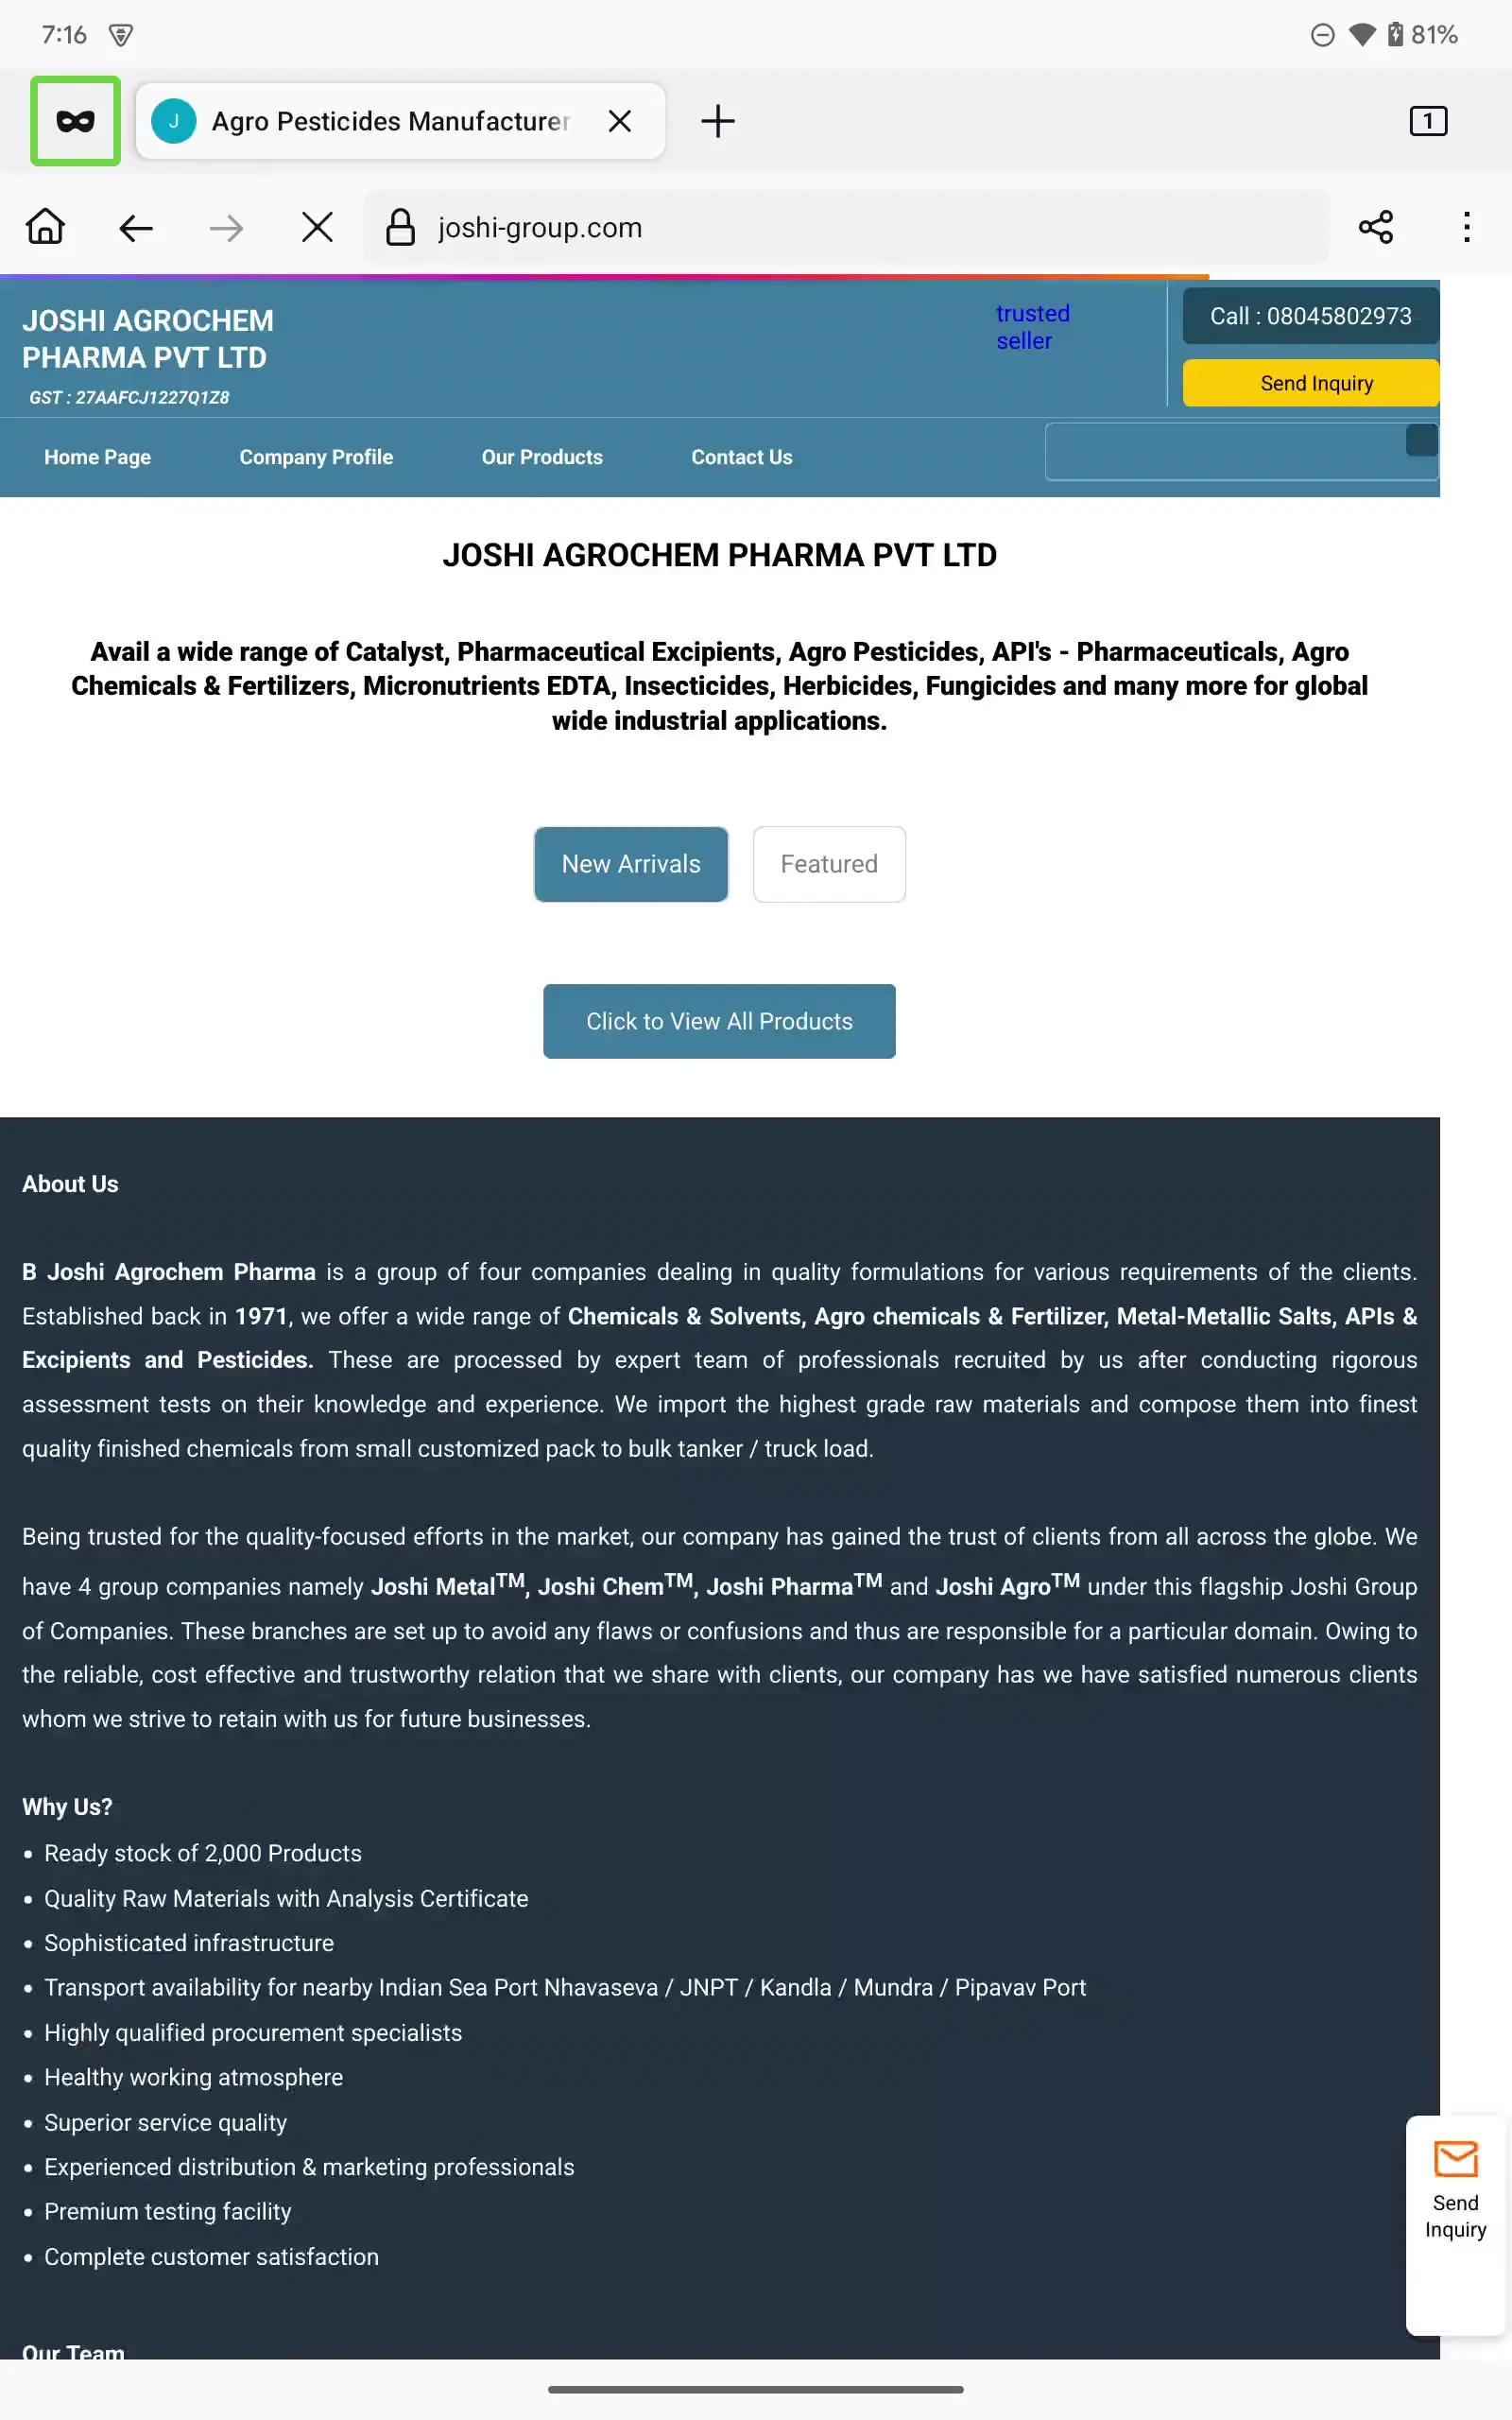 7:16
81%
J
Agro Pesticides Manufacturer
1
joshi-group.com
JOSHI AGROCHEM
PHARMA PVT LTD
GST : 27AAFCJ1227Q1Z8
trusted
seller
Call : 08045802973
Send Inquiry
Home Page
Company Profile
Our Products
Contact Us
JOSHI AGROCHEM PHARMA PVT LTD
Avail a wide range of Catalyst, Pharmaceutical Excipients, Agro Pesticides, API's - Pharmaceuticals, Agro
Chemicals & Fertilizers, Micronutrients EDTA, Insecticides, Herbicides, Fungicides and many more for global
wide industrial applications.
New Arrivals
Featured
Click to View All Products
About Us
B Joshi Agrochem Pharma is a group of four companies dealing in quality formulations for various requirements of the clients.
Established back in 1971, we offer a wide range of Chemicals & Solvents, Agro chemicals & Fertilizer, Metal-Metallic Salts, APIs &
Excipients and Pesticides. These are processed by expert team of professionals recruited by us after conducting rigorous
assessment tests on their knowledge and experience. We import the highest grade raw materials and compose them into finest
quality finished chemicals from small customized pack to bulk tanker / truck load.
Being trusted for the quality-focused efforts in the market, our company has gained the trust of clients from all across the globe. We
have 4 group companies namely Joshi Metal™, Joshi Chem™, Joshi Pharma™ and Joshi Agro™ under this flagship Joshi Group
of Companies. These branches are set up to avoid any flaws or confusions and thus are responsible for a particular domain. Owing to
the reliable, cost effective and trustworthy relation that we share with clients, our company has we have satisfied numerous clients
whom we strive to retain with us for future businesses.
Why Us?
• Ready stock of 2,000 Products
• Quality Raw Materials with Analysis Certificate
• Sophisticated infrastructure
• Transport availability for nearby Indian Sea Port Nhavaseva / JNPT / Kandla / Mundra / Pipavav Port
• Highly qualified procurement specialists
• Healthy working atmosphere
• Superior service quality
• Experienced distribution & marketing professionals
• Premium testing facility
• Complete customer satisfaction
Send
Inquiry
Our Team